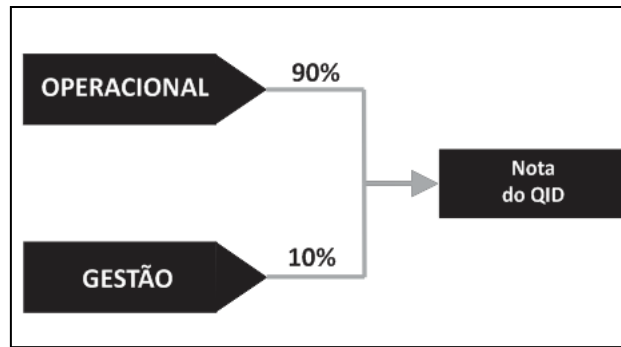 OPERACIONAL
90%
Nota
do QID
10%
GESTÃO